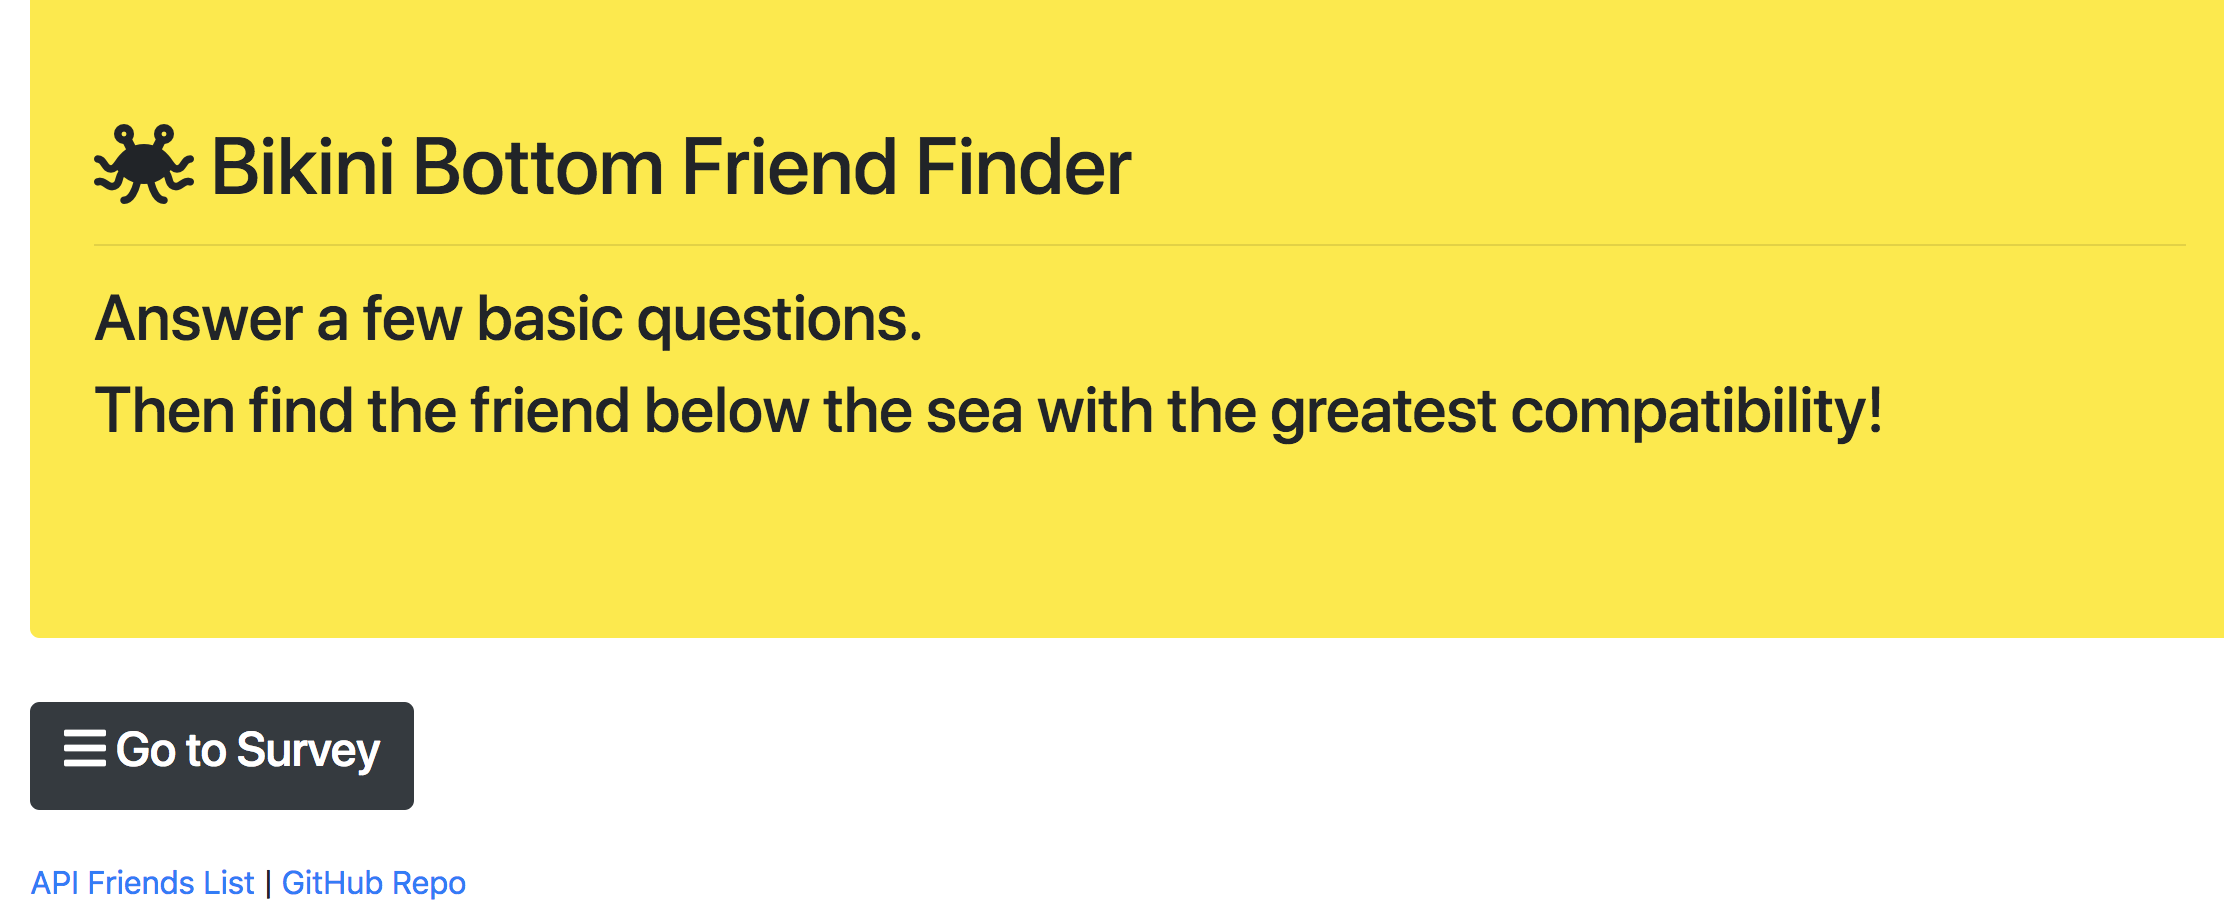 Bikini Bottom Friend Finder
Answer a few basic questions.
Then find the friend below the sea with the greatest compatibility!
Go to Survey
API Friends List | GitHub Repo